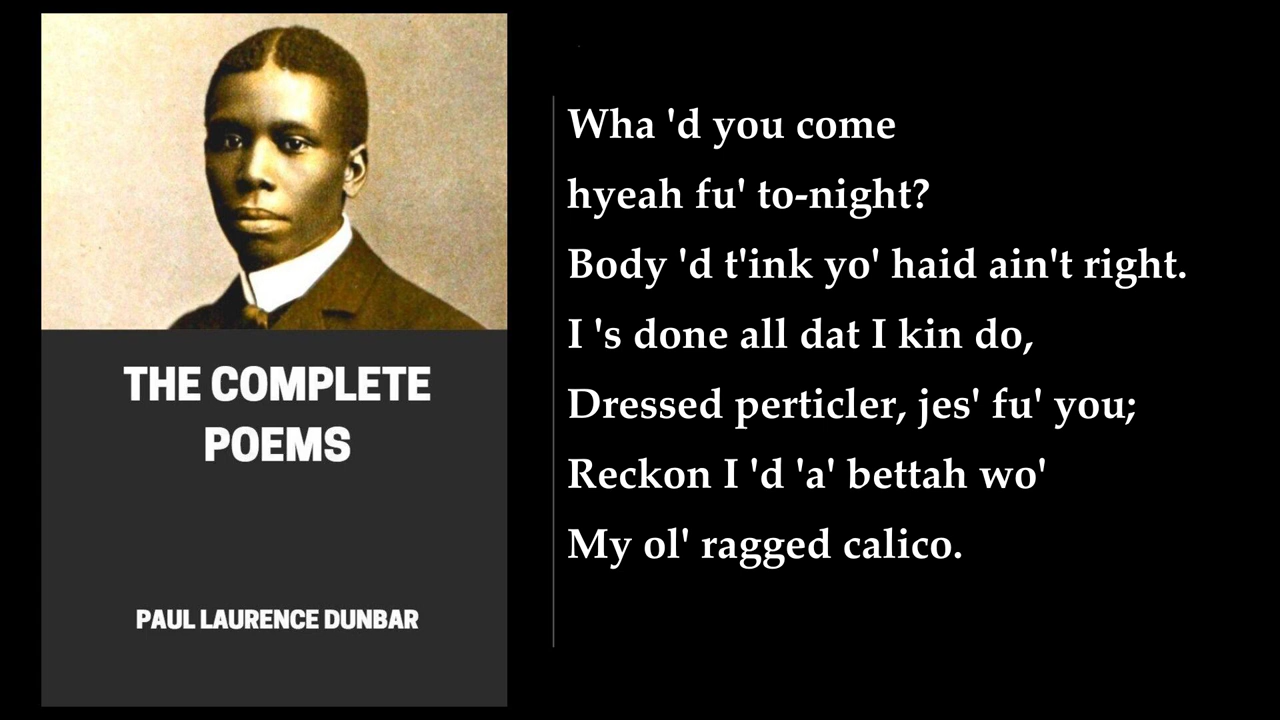 THE COMPLETE
POEMS
PAUL LAURENCE DUNBAR
Wha 'd you come
hyeah fu' to-night?
Body 'd t'ink yo' haid ain't right.
I 's done all dat I kin do,
Dressed perticler, jes' fu' you;
Reckon I 'd 'a' bettah wo'
My ol' ragged calico.